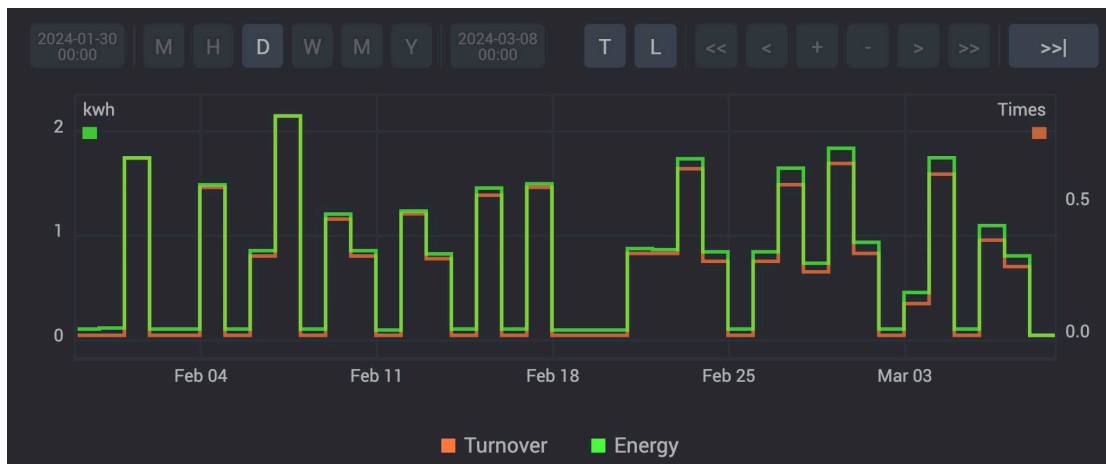 2024-01-30 00:00
M H D W M Y
2024-03-08 00:00
T L << < + - > >> >>|
kwh
Times
2
1
0
0.5
0.0
Feb 04 Feb 11 Feb 18 Feb 25 Mar 03
Turnover Energy